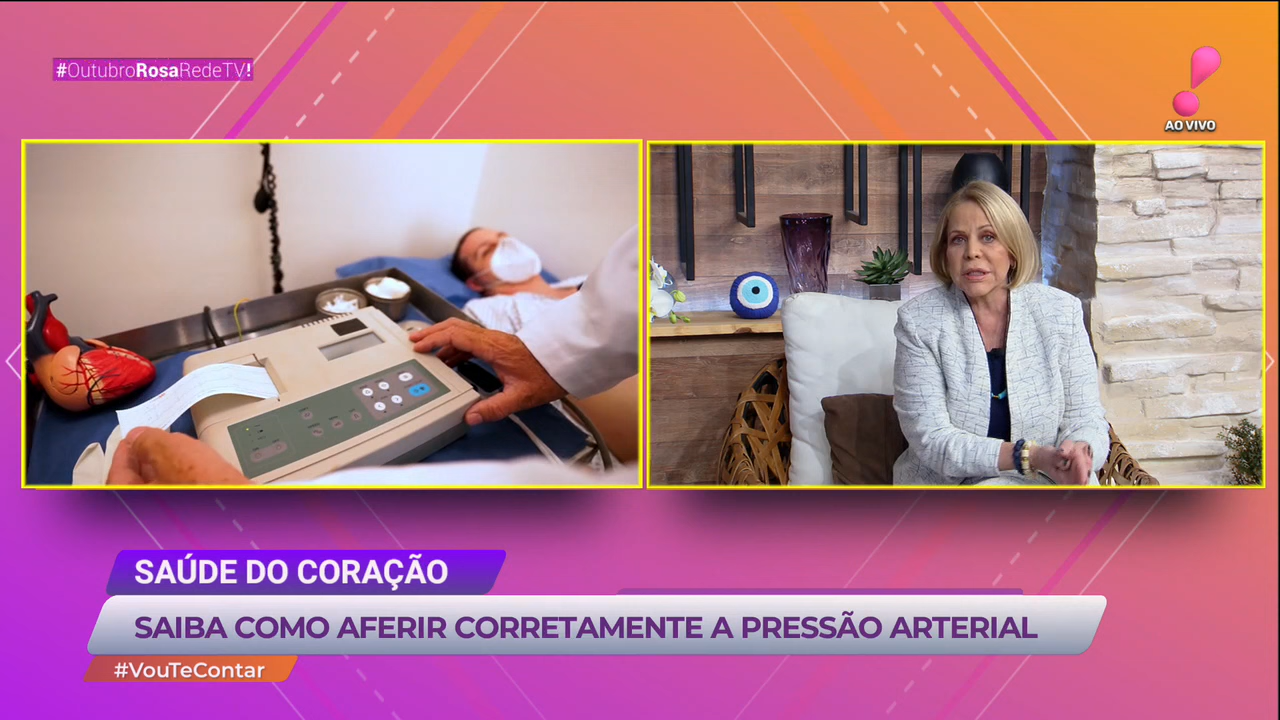 #OutubroRosaRedeTV!
AO VIVO
SAÚDE DO CORAÇÃO
SAIBA COMO AFERIR CORRETAMENTE A PRESSÃO ARTERIAL
#VouTeContar